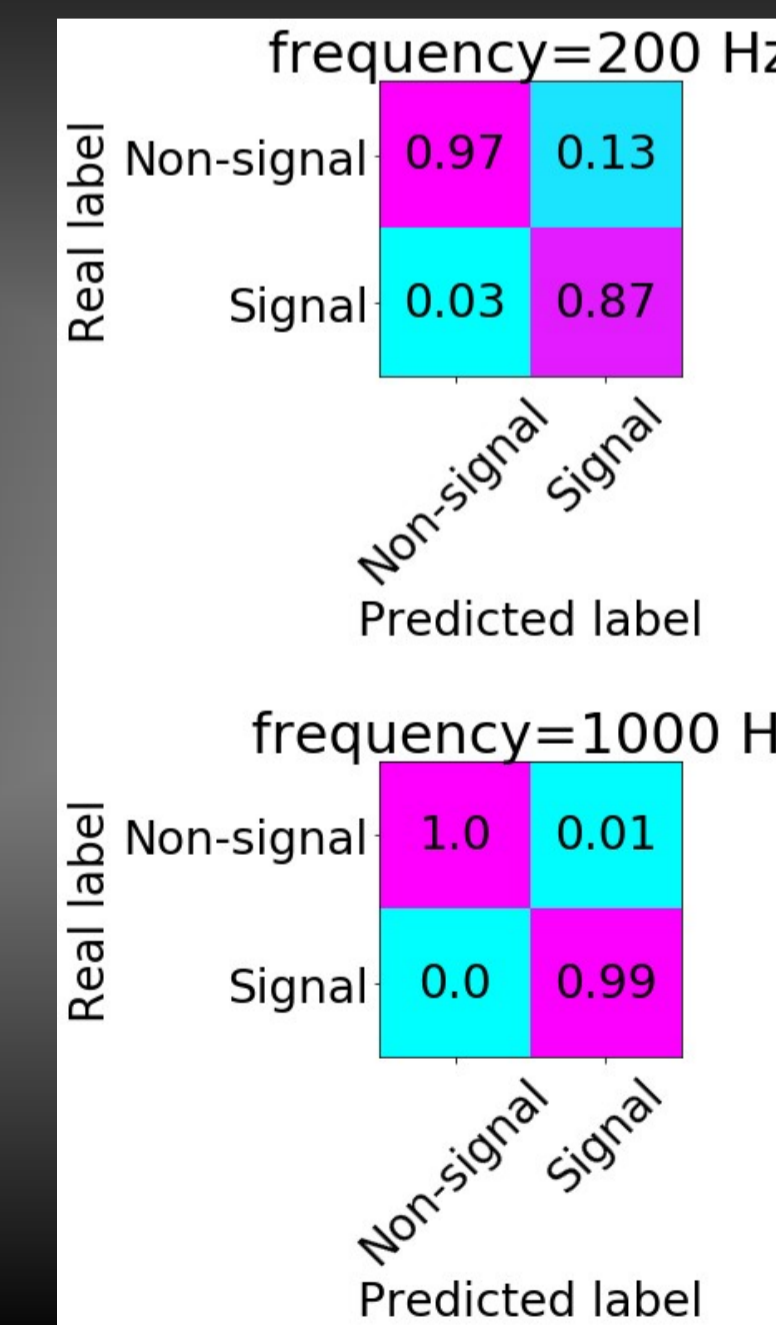 frequency=200 Hz
Real label
Non-signal 0.97 0.13
Signal 0.03 0.87
Non-signal Signal
Predicted label
frequency=1000 H
Real label
Non-signal 1.0 0.01
Signal 0.0 0.99
Non-signal Signal
Predicted label